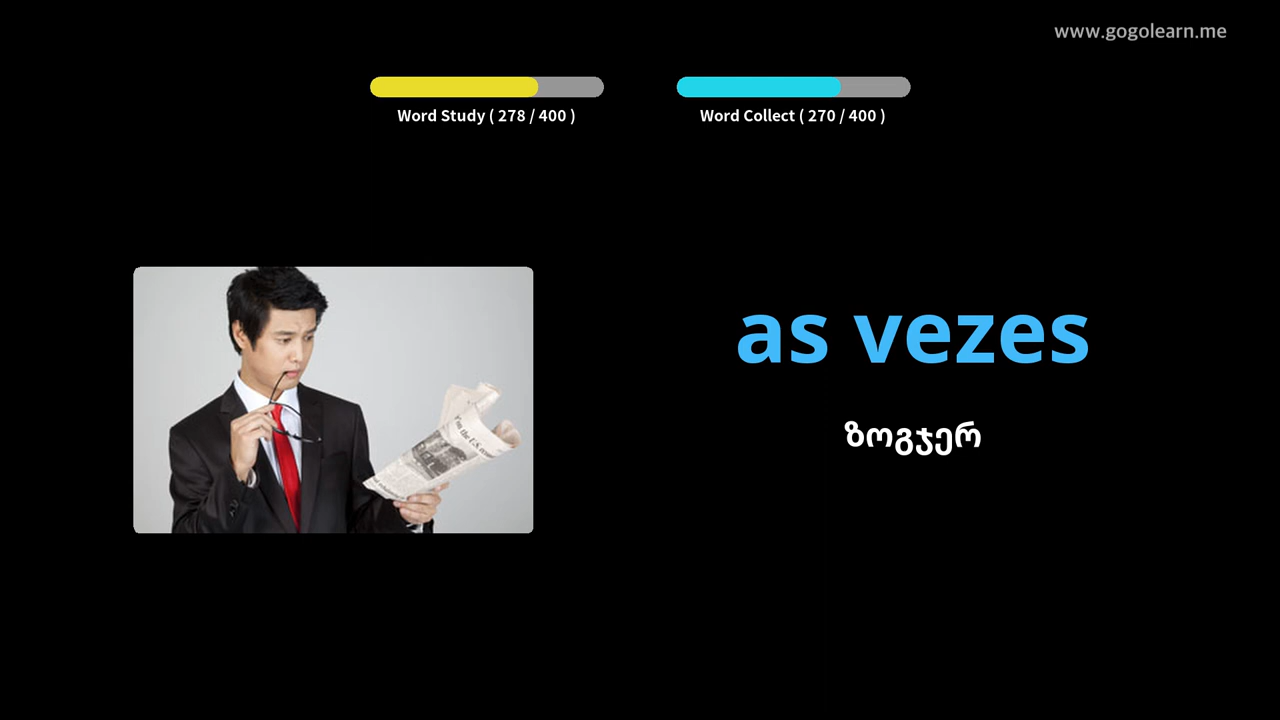 www.gogolearn.me
Word Study ( 278 / 400 )
Word Collect ( 270 / 400 )
as vezes
ზოგჯერ